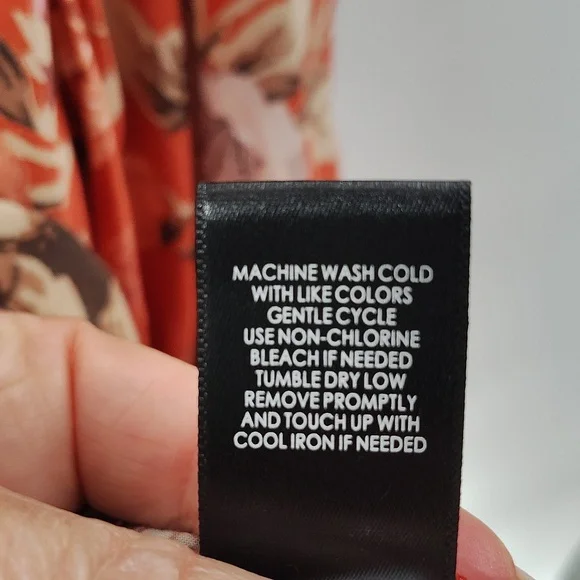 MACHINE WASH COLD
WITH LIKE COLORS
GENTLE CYCLE
USE NON-CHLORINE
BLEACH IF NEEDED
TUMBLE DRY LOW
REMOVE PROMPTLY
AND TOUCH UP WITH
COOL IRON IF NEEDED